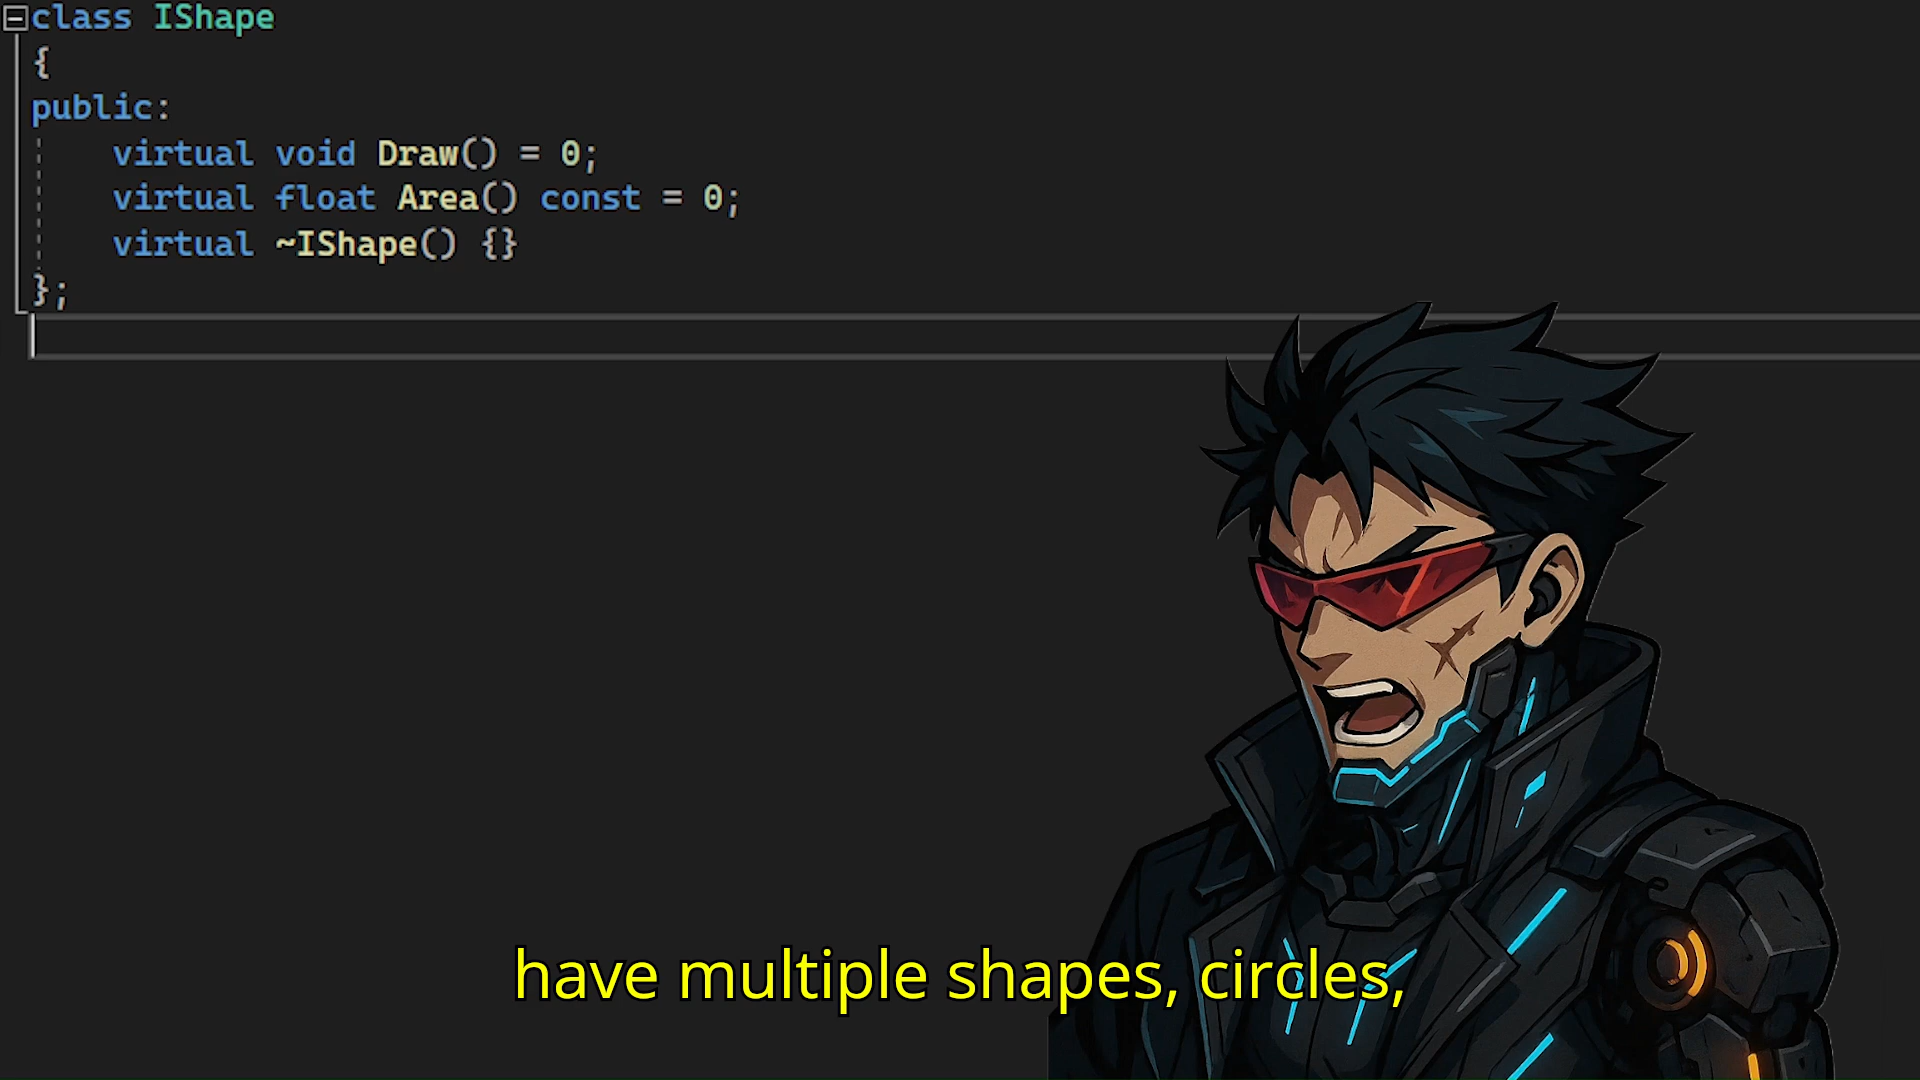 class IShape
{
public:
    virtual void Draw() = 0;
    virtual float Area() const = 0;
    virtual ~IShape() {}
};
have multiple shapes, circles,